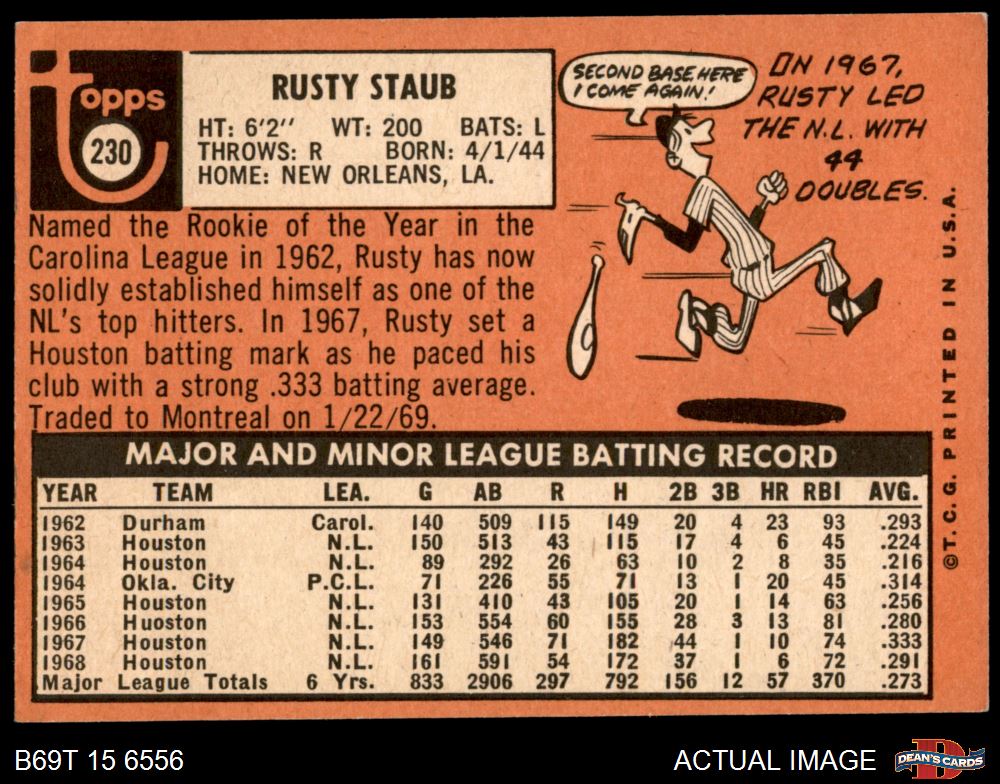 topps
230
RUSTY STAUB
HT: 6'2" WT: 200 BATS: L
THROWS: R BORN: 4/1/44
HOME: NEW ORLEANS, LA.
SECOND BASE, HERE
I COME AGAIN!
IN 1967,
RUSTY LED
THE N.L. WITH
44
DOUBLES.
Named the Rookie of the Year in the
Carolina League in 1962, Rusty has now
solidly established himself as one of the
NL's top hitters. In 1967, Rusty set a
Houston batting mark as he paced his
club with a strong .333 batting average.
Traded to Montreal on 1/22/69.
MAJOR AND MINOR LEAGUE BATTING RECORD
YEAR TEAM LEA. G AB R H 2B 3B HR RBI AVG.
1962 Durham Carol. 140 509 115 149 20 4 23 93 .293
1963 Houston N.L. 150 513 43 115 17 4 6 45 .224
1964 Houston N.L. 89 292 26 63 10 2 8 35 .216
1964 Okla. City P.C.L. 71 226 55 71 13 1 20 45 .314
1965 Houston N.L. 131 410 43 105 20 1 14 63 .256
1966 Huoston N.L. 153 554 60 155 28 3 13 81 .280
1967 Houston N.L. 149 546 71 182 44 1 10 74 .333
1968 Houston N.L. 161 591 54 172 37 1 6 72 .291
Major League Totals 6 Yrs. 833 2906 297 792 156 12 57 370 .273
©T. C. G. PRINTED IN U.S.A.
B69T 15 6556
ACTUAL IMAGE
DEAN'S CARDS